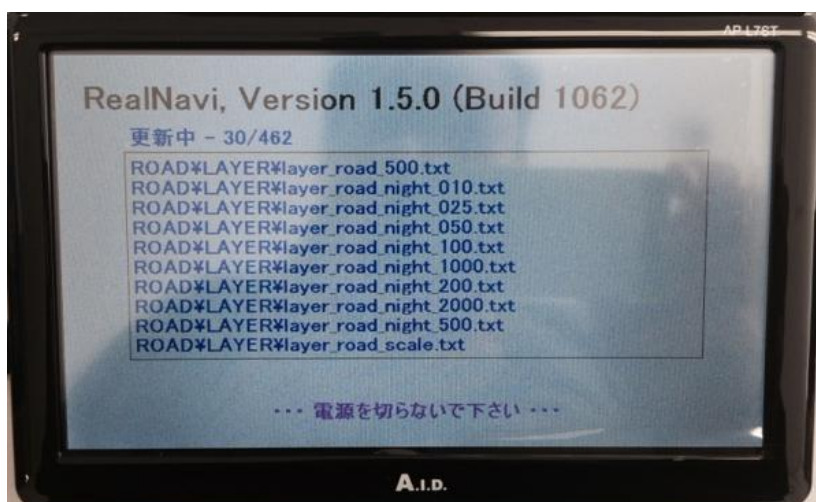 AP L7ST
RealNavi, Version 1.5.0 (Build 1062)
更新中 - 30/462
ROAD¥LAYER¥layer_road_500.txt
ROAD¥LAYER¥layer_road_night_010.txt
ROAD¥LAYER¥layer_road_night_025.txt
ROAD¥LAYER¥layer_road_night_050.txt
ROAD¥LAYER¥layer_road_night_100.txt
ROAD¥LAYER¥layer_road_night_1000.txt
ROAD¥LAYER¥layer_road_night_200.txt
ROAD¥LAYER¥layer_road_night_2000.txt
ROAD¥LAYER¥layer_road_night_500.txt
ROAD¥LAYER¥layer_road_scale.txt
・・・ 電源を切らないで下さい ・・・
A.I.D.